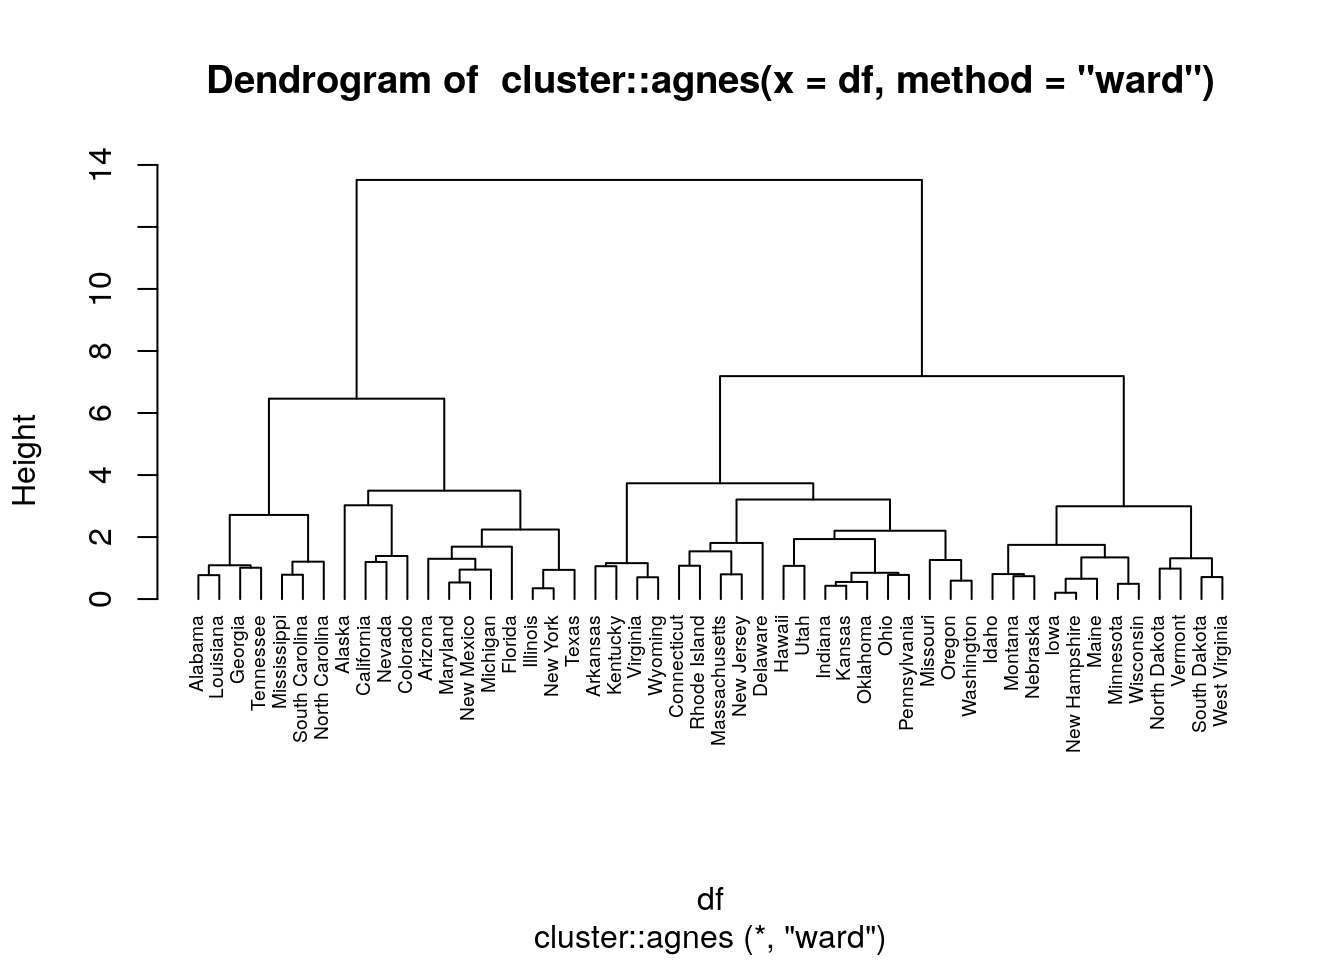 Dendrogram of  cluster::agnes(x = df, method = "ward")
Height
14
10
8
6
4
2
0
Alabama
Louisiana
Georgia
Tennessee
Mississippi
South Carolina
North Carolina
Alaska
California
Nevada
Colorado
Arizona
Maryland
New Mexico
Michigan
Florida
Illinois
New York
Texas
Arkansas
Kentucky
Virginia
Wyoming
Connecticut
Rhode Island
Massachusetts
New Jersey
Delaware
Hawaii
Utah
Indiana
Kansas
Oklahoma
Ohio
Pennsylvania
Missouri
Oregon
Washington
Idaho
Montana
Nebraska
Iowa
New Hampshire
Maine
Minnesota
Wisconsin
North Dakota
Vermont
South Dakota
West Virginia
df
cluster::agnes (*, "ward")